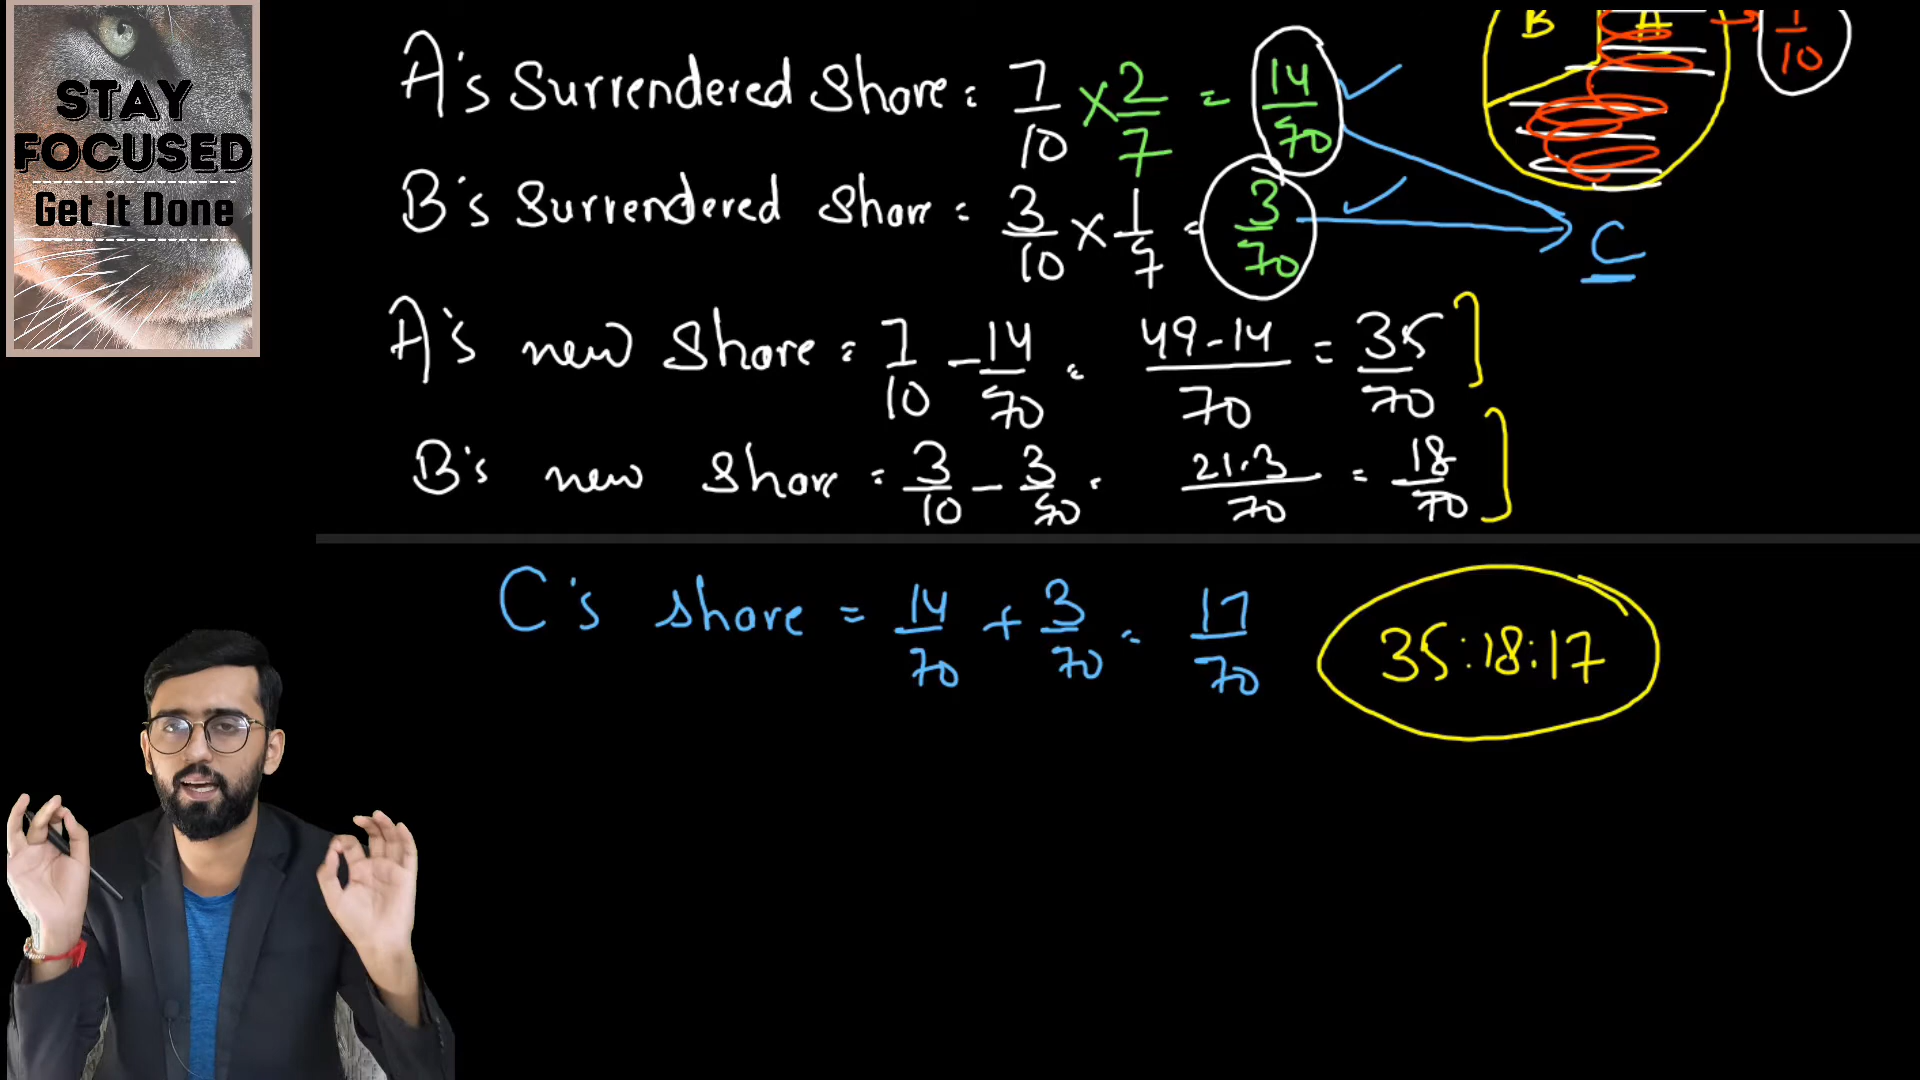 STAY
FOCUSED
Get it Done
B A 1/10
A's Surrendered Share = 7/10 × 2/7 = 14/70
B's Surrendered Share = 3/10 × 1/7 = 3/70
C
A's new Share = 7/10 - 14/70 = 49-14/70 = 35/70
B's new Share = 3/10 - 3/70 = 21-3/70 = 18/70
C's share = 14/70 + 3/70 = 17/70
35:18:17